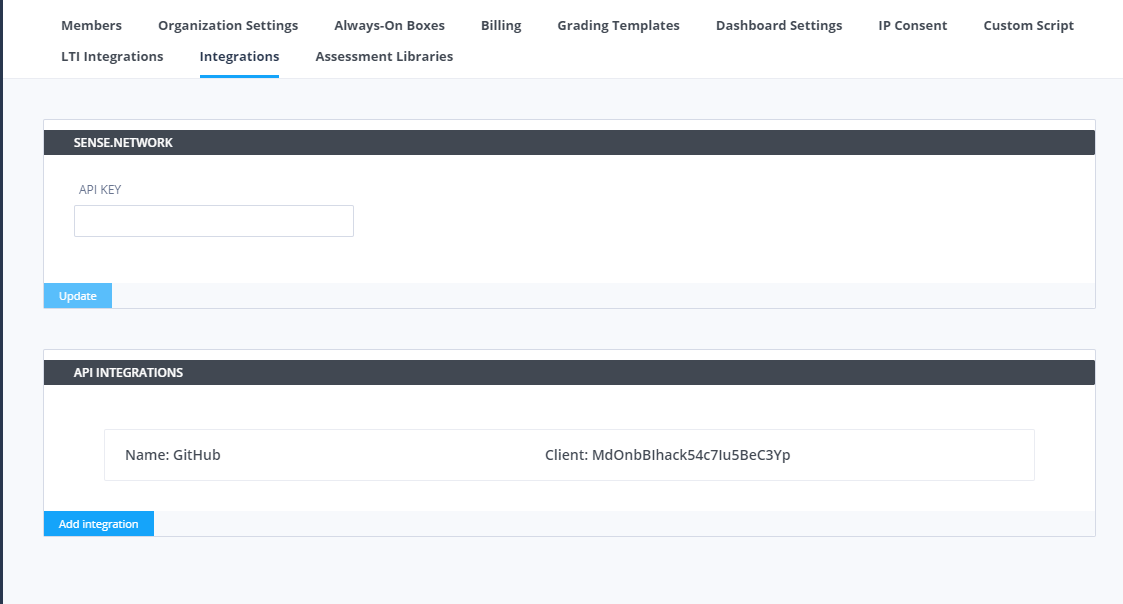 Members Organization Settings Always-On Boxes Billing Grading Templates Dashboard Settings IP Consent Custom Script
LTI Integrations Integrations Assessment Libraries
SENSE.NETWORK
API KEY
Update
API INTEGRATIONS
Name: GitHub Client: MdOnbBIhack54c7Iu5BeC3Yp
Add integration